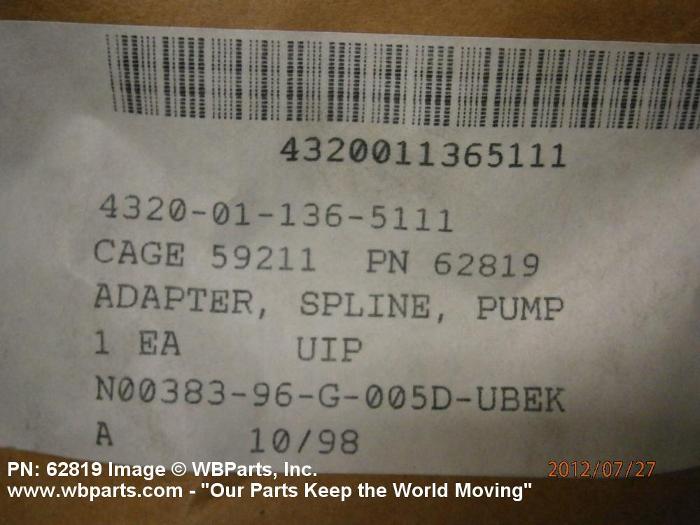 4320011365111
4320-01-136-5111
CAGE 59211 PN 62819
ADAPTER, SPLINE, PUMP
1 EA UIP
N00383-96-G-005D-UBEK
A 10/98
PN: 62819 Image © WBParts, Inc. 2012/07/27
www.wbparts.com - "Our Parts Keep the World Moving"